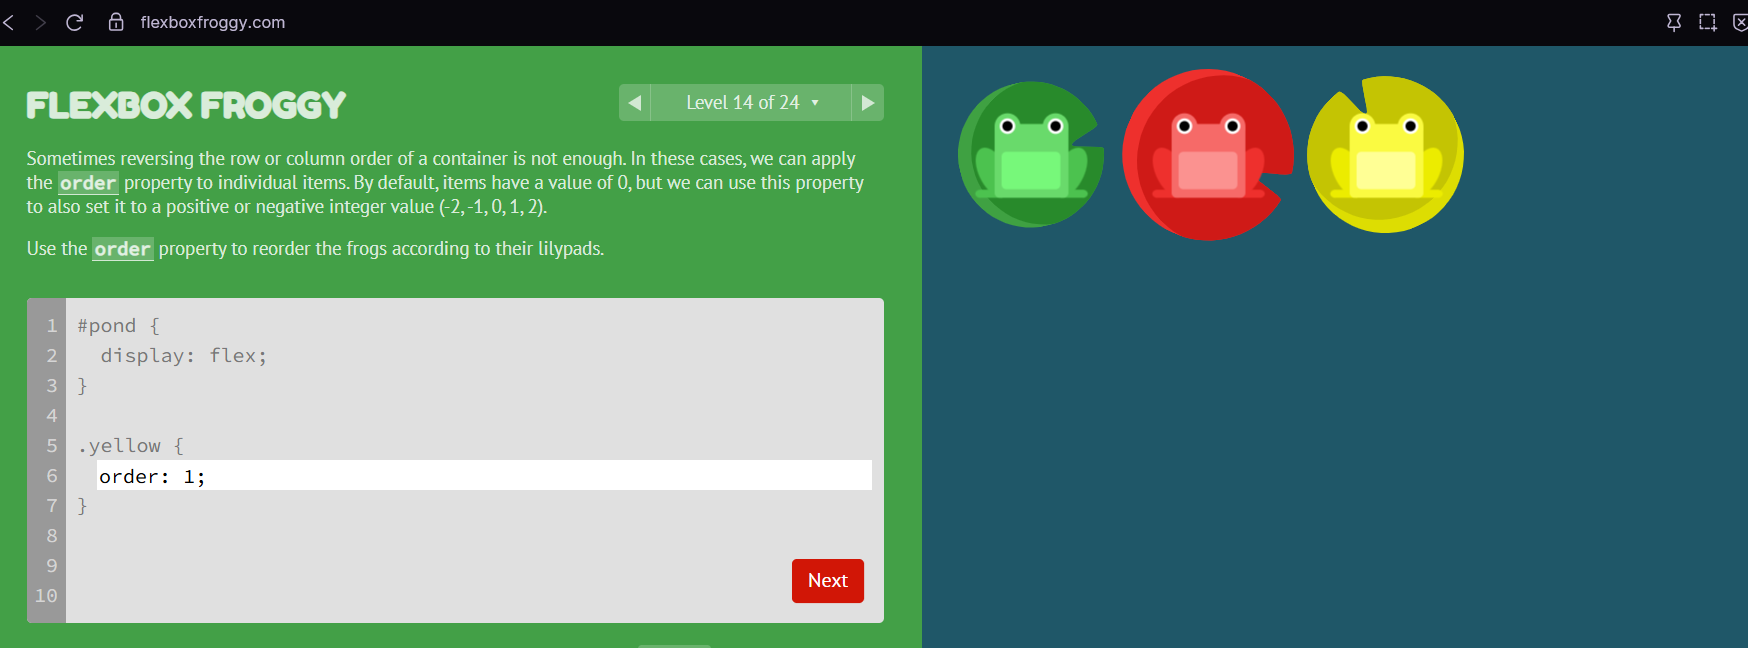 flexboxfroggy.com
FLEXBOX FROGGY
◀ Level 14 of 24 ▾ ▶
Sometimes reversing the row or column order of a container is not enough. In these cases, we can apply
the order property to individual items. By default, items have a value of 0, but we can use this property
to also set it to a positive or negative integer value (-2, -1, 0, 1, 2).
Use the order property to reorder the frogs according to their lilypads.
1 #pond {
2   display: flex;
3 }
4
5 .yellow {
6   order: 1;
7 }
8
9
10
Next